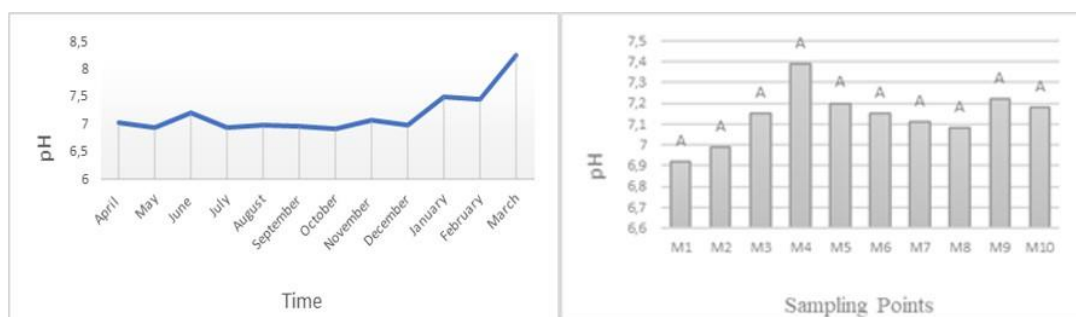 8,5
8
7,5
7
6,5
6
pH
April
May
June
July
August
September
October
November
December
January
February
March
Time
7,5
7,4
7,3
7,2
7,1
7
6,9
6,8
6,7
6,6
pH
A
A
A
A
A
A
A
A
A
A
M1 M2 M3 M4 M5 M6 M7 M8 M9 M10
Sampling Points